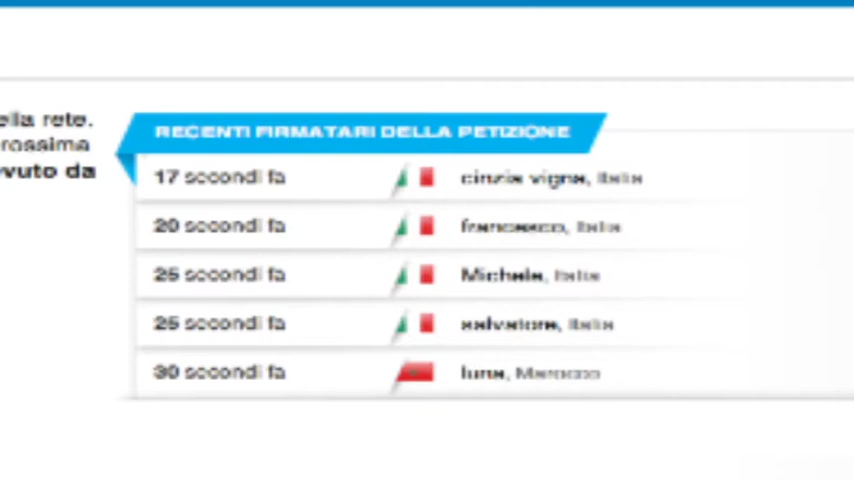 ella rete.
rossima
vuto da
RECENTI FIRMATARI DELLA PETIZIONE
17 secondi fa cinzia vigna, Italia
20 secondi fa francesco, Italia
25 secondi fa Michele, Italia
25 secondi fa salvatore, Italia
30 secondi fa luna, Marocco